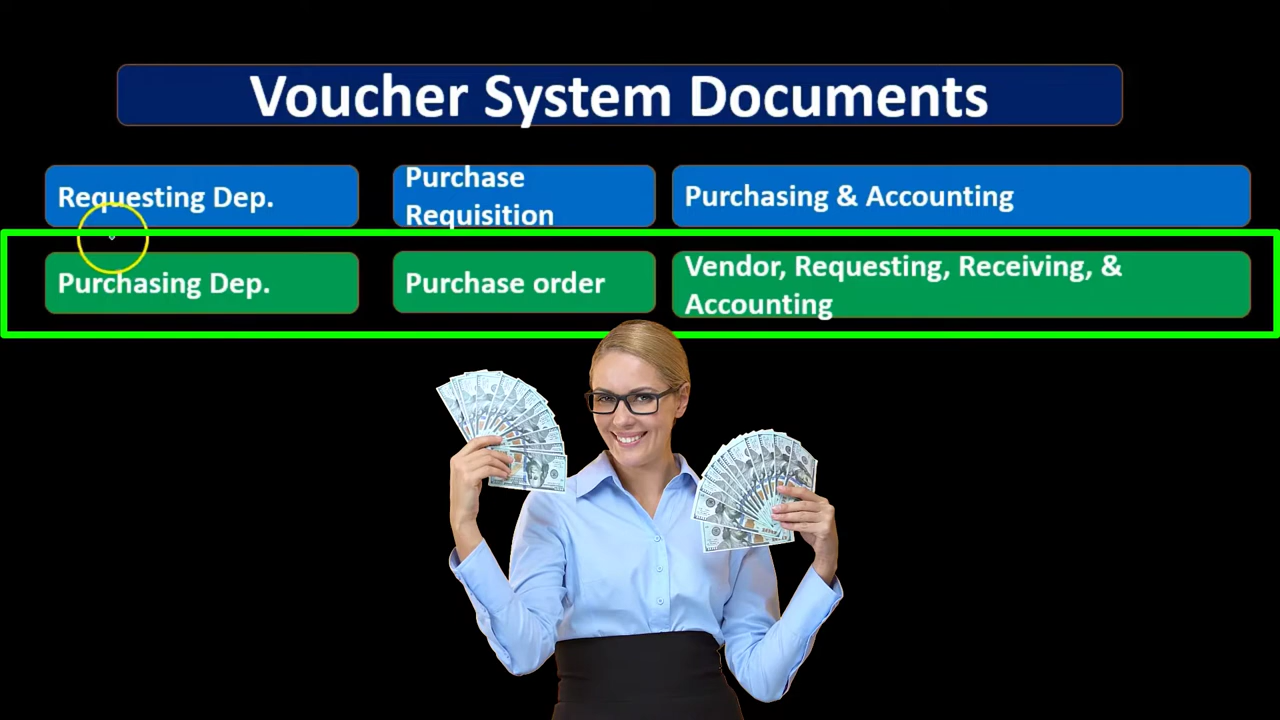 Voucher System Documents
Requesting Dep.
Purchase
Requisition
Purchasing & Accounting
Purchasing Dep.
Purchase order
Vendor, Requesting, Receiving, &
Accounting